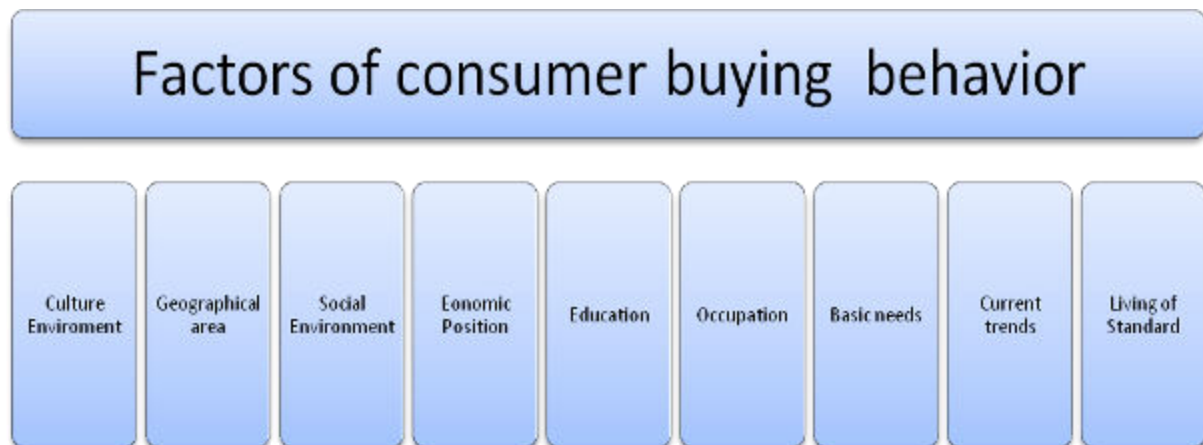 Factors of consumer buying behavior
Culture
Enviroment
Geographical
area
Social
Environment
Eonomic
Position
Education
Occupation
Basic needs
Current
trends
Living of
Standard